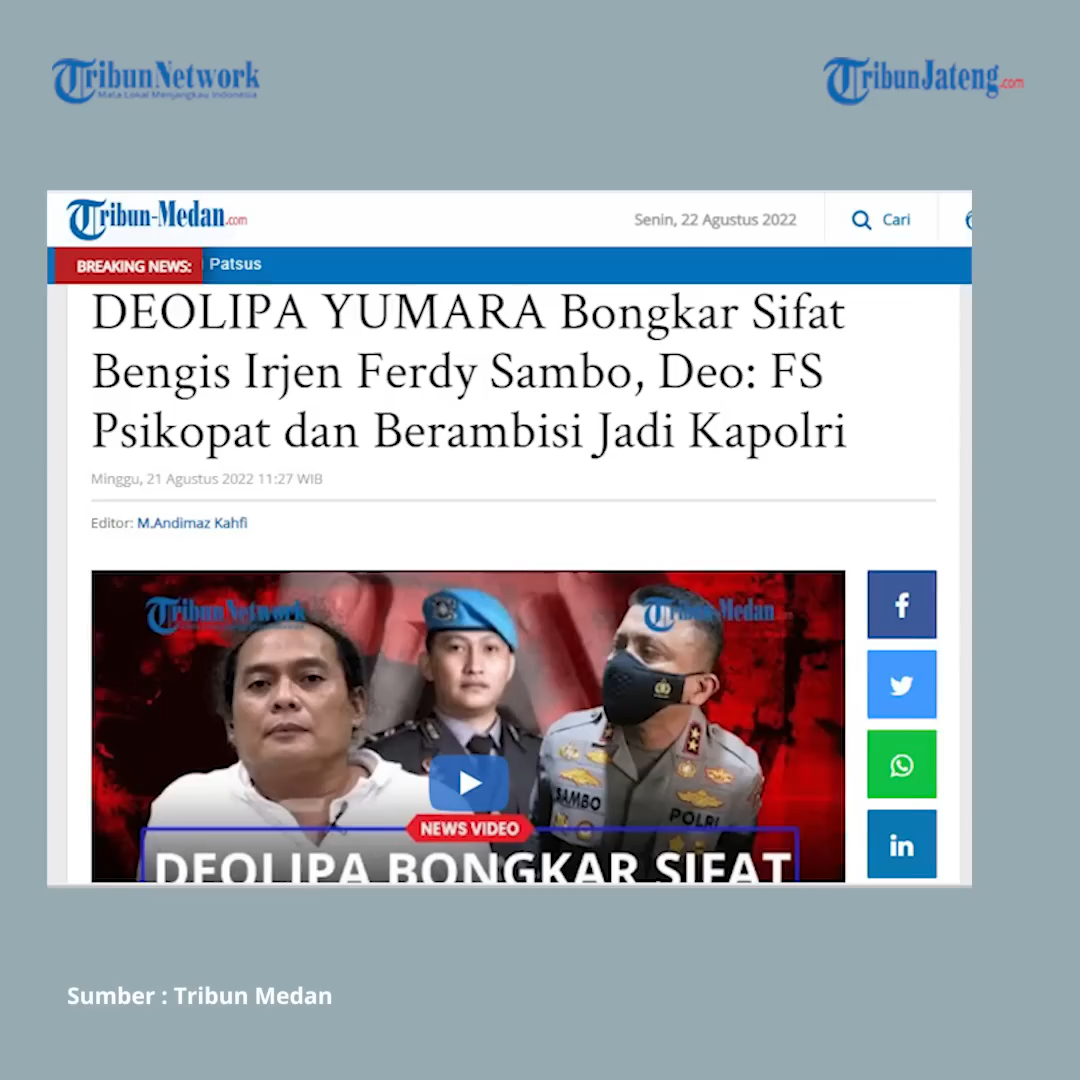 TribunNetwork
Mata Lokal Menjangkau Indonesia
TribunJateng.com
Tribun-Medan.com
Senin, 22 Agustus 2022
Cari
BREAKING NEWS:
Patsus
DEOLIPA YUMARA Bongkar Sifat
Bengis Irjen Ferdy Sambo, Deo: FS
Psikopat dan Berambisi Jadi Kapolri
Minggu, 21 Agustus 2022 11:27 WIB
Editor: M.Andimaz Kahfi
TribunNetwork
Tribun-Medan
SAMBO
POLRI
NEWS VIDEO
DEOLIPA BONGKAR SIFAT
f
in
Sumber : Tribun Medan